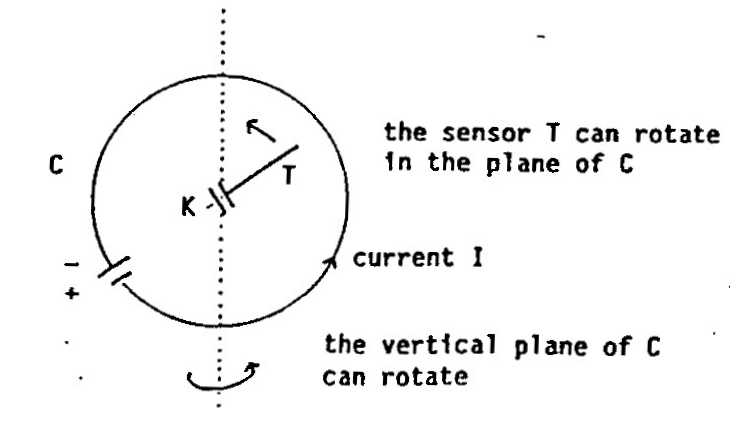 the sensor T can rotate
in the plane of C
C
T
K
current I
-
+
the vertical plane of C
can rotate